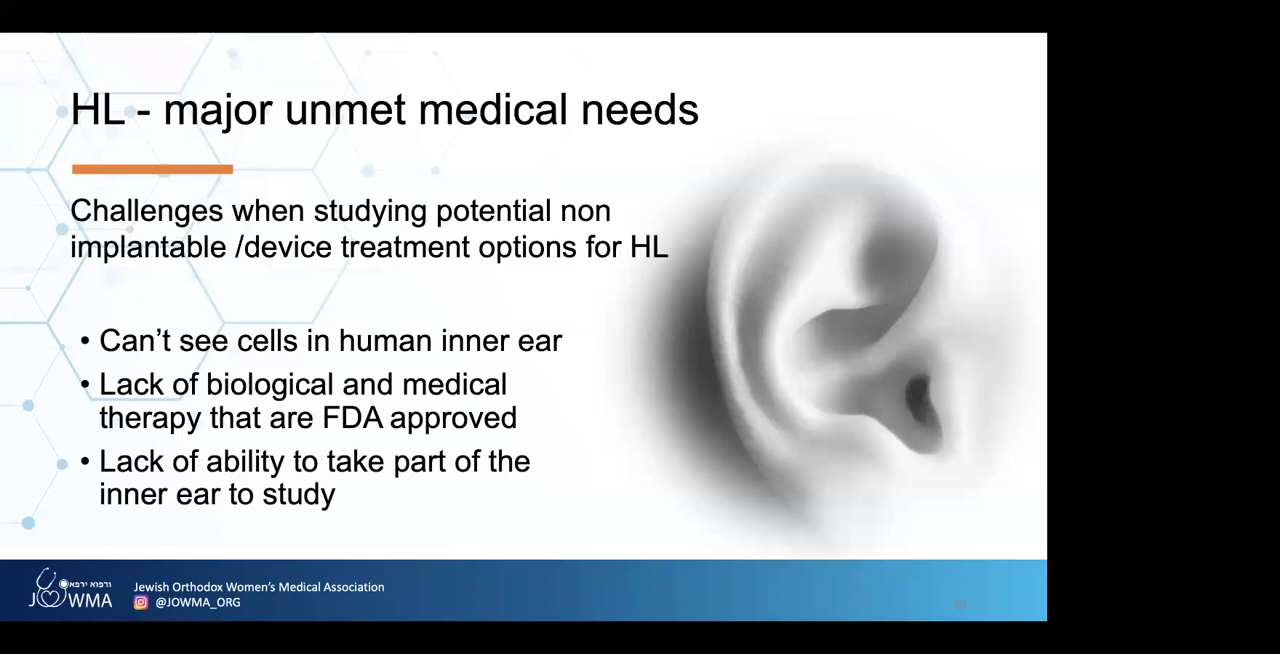 HL - major unmet medical needs
Challenges when studying potential non
implantable /device treatment options for HL
• Can’t see cells in human inner ear
• Lack of biological and medical
therapy that are FDA approved
• Lack of ability to take part of the
inner ear to study
ורפוא ירפא
JOWMA
Jewish Orthodox Women’s Medical Association
@JOWMA_ORG